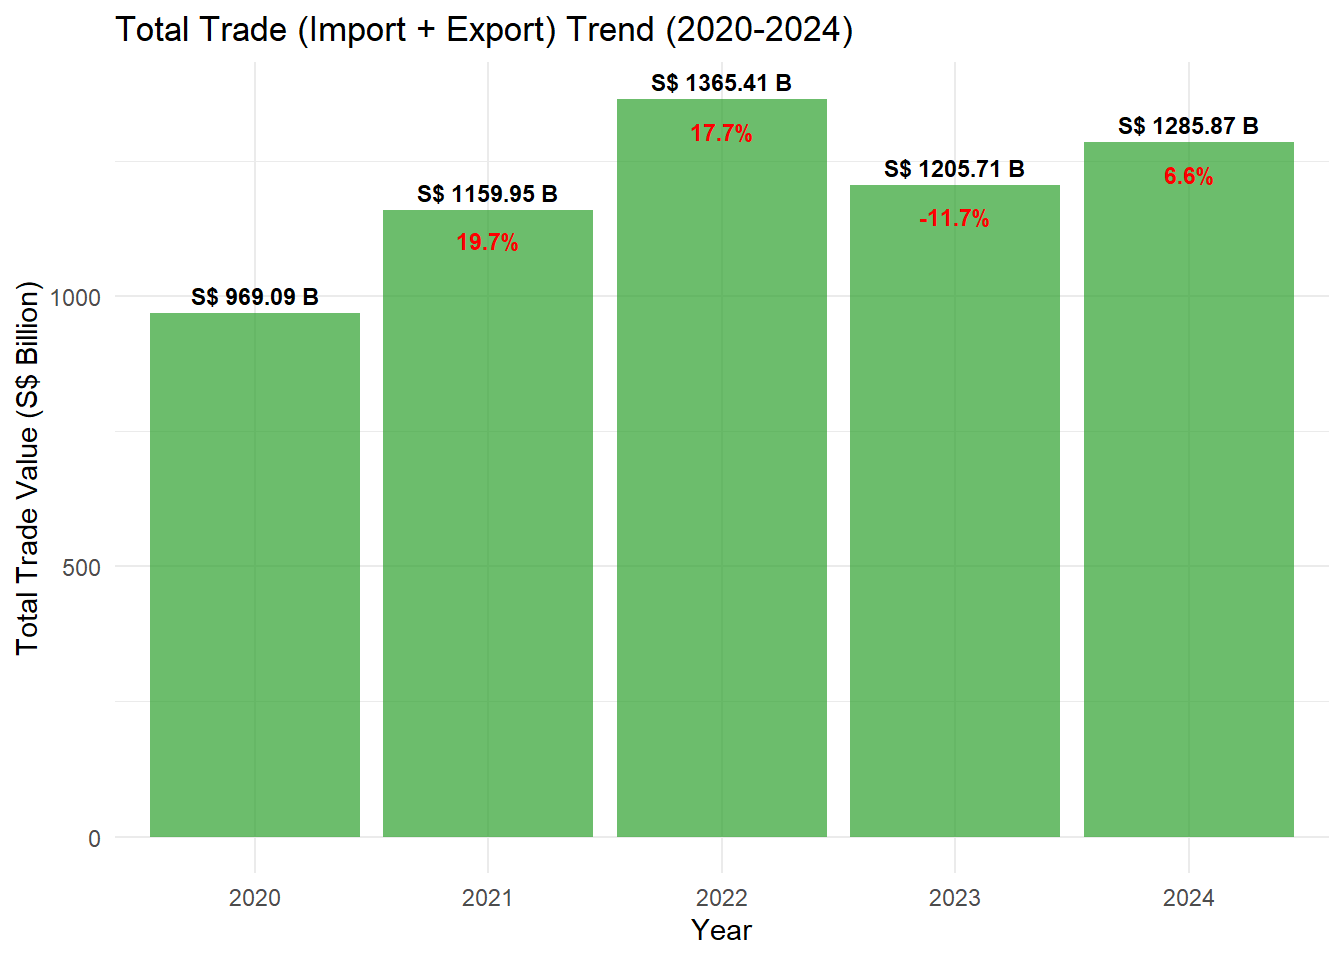 Total Trade (Import + Export) Trend (2020-2024)
S$ 1365.41 B
17.7%
S$ 1285.87 B
6.6%
S$ 1205.71 B
-11.7%
S$ 1159.95 B
19.7%
S$ 969.09 B
1000
500
0
Total Trade Value (S$ Billion)
2020
2021
2022
2023
2024
Year